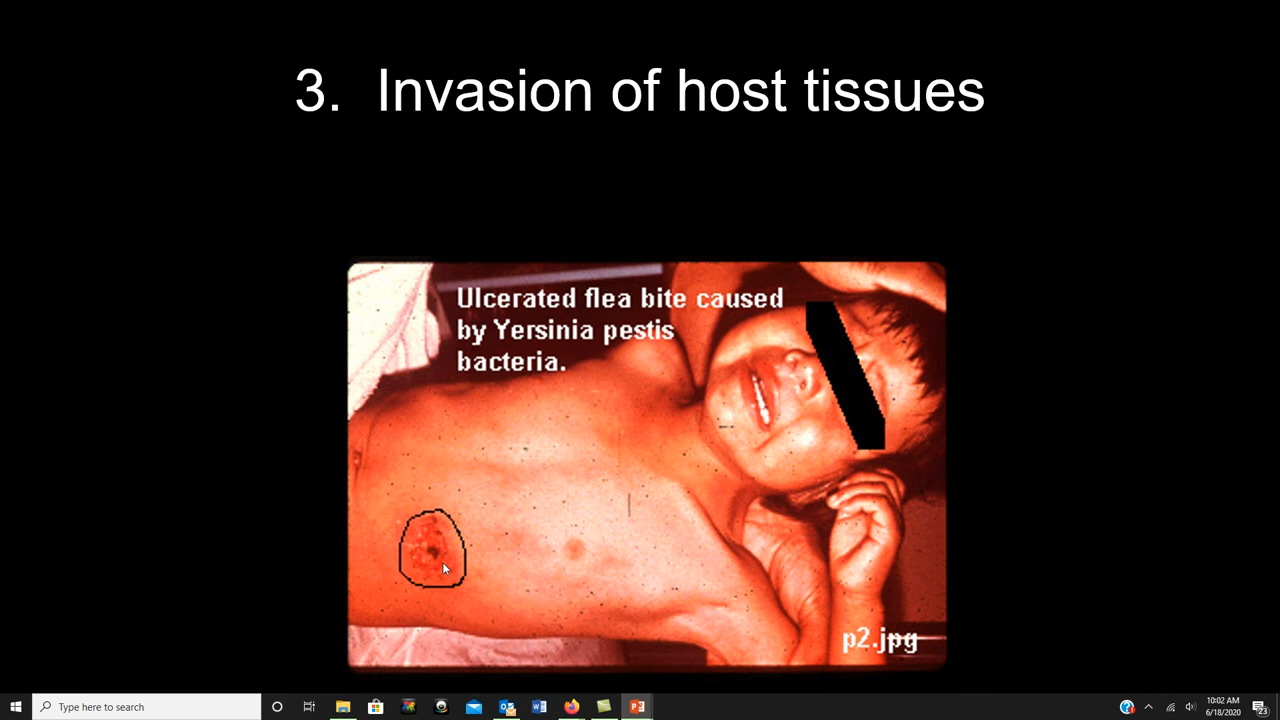 3. Invasion of host tissues
Ulcerated flea bite caused
by Yersinia pestis
bacteria.
p2.jpg
Type here to search
10:02 AM
6/18/2020
23